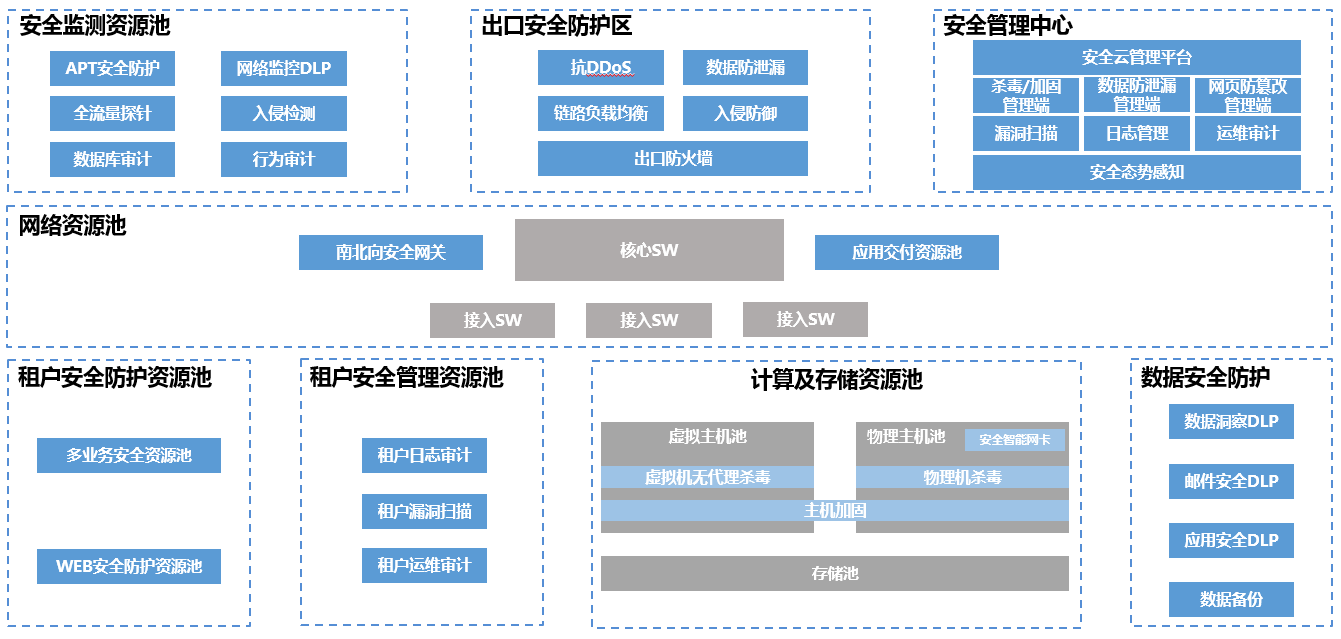 安全监测资源池
APT安全防护
网络监控DLP
全流量探针
入侵检测
数据库审计
行为审计
出口安全防护区
抗DDoS
数据防泄漏
链路负载均衡
入侵防御
出口防火墙
安全管理中心
安全云管理平台
杀毒/加固
管理端
数据防泄漏
管理端
网页防篡改
管理端
漏洞扫描
日志管理
运维审计
安全态势感知
网络资源池
南北向安全网关
核心SW
应用交付资源池
接入SW
接入SW
接入SW
租户安全防护资源池
多业务安全资源池
WEB安全防护资源池
租户安全管理资源池
租户日志审计
租户漏洞扫描
租户运维审计
计算及存储资源池
虚拟主机池
物理主机池
安全智能网卡
虚拟机无代理杀毒
物理机杀毒
主机加固
存储池
数据安全防护
数据洞察DLP
邮件安全DLP
应用安全DLP
数据备份